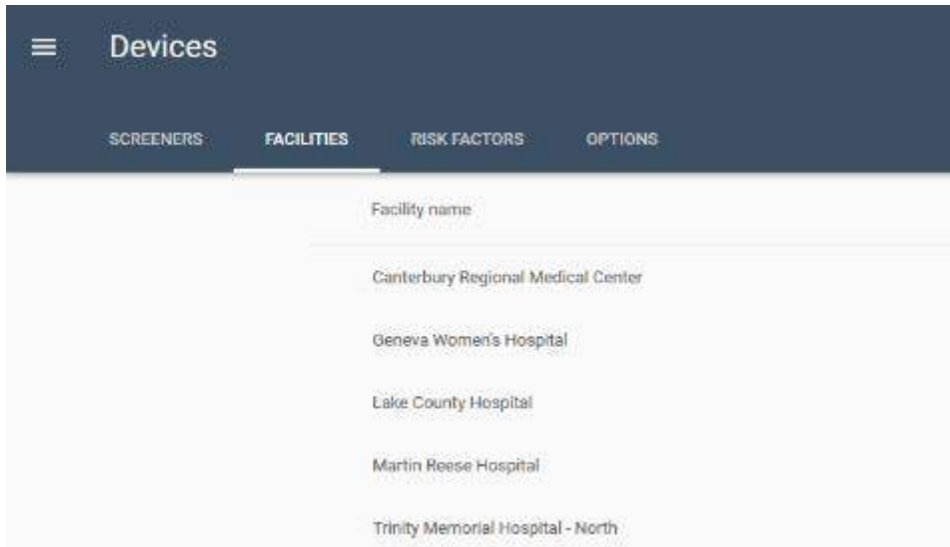 Devices
SCREENERS FACILITIES RISK FACTORS OPTIONS
Facility name
Canterbury Regional Medical Center
Geneva Women's Hospital
Lake County Hospital
Martin Reese Hospital
Trinity Memorial Hospital - North